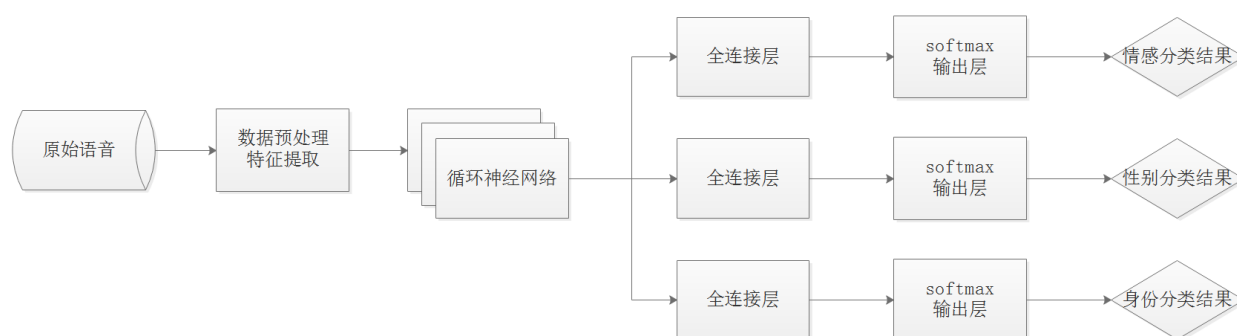 原始语音
数据预处理
特征提取
循环神经网络
全连接层
softmax
输出层
情感分类结果
全连接层
softmax
输出层
性别分类结果
全连接层
softmax
输出层
身份分类结果